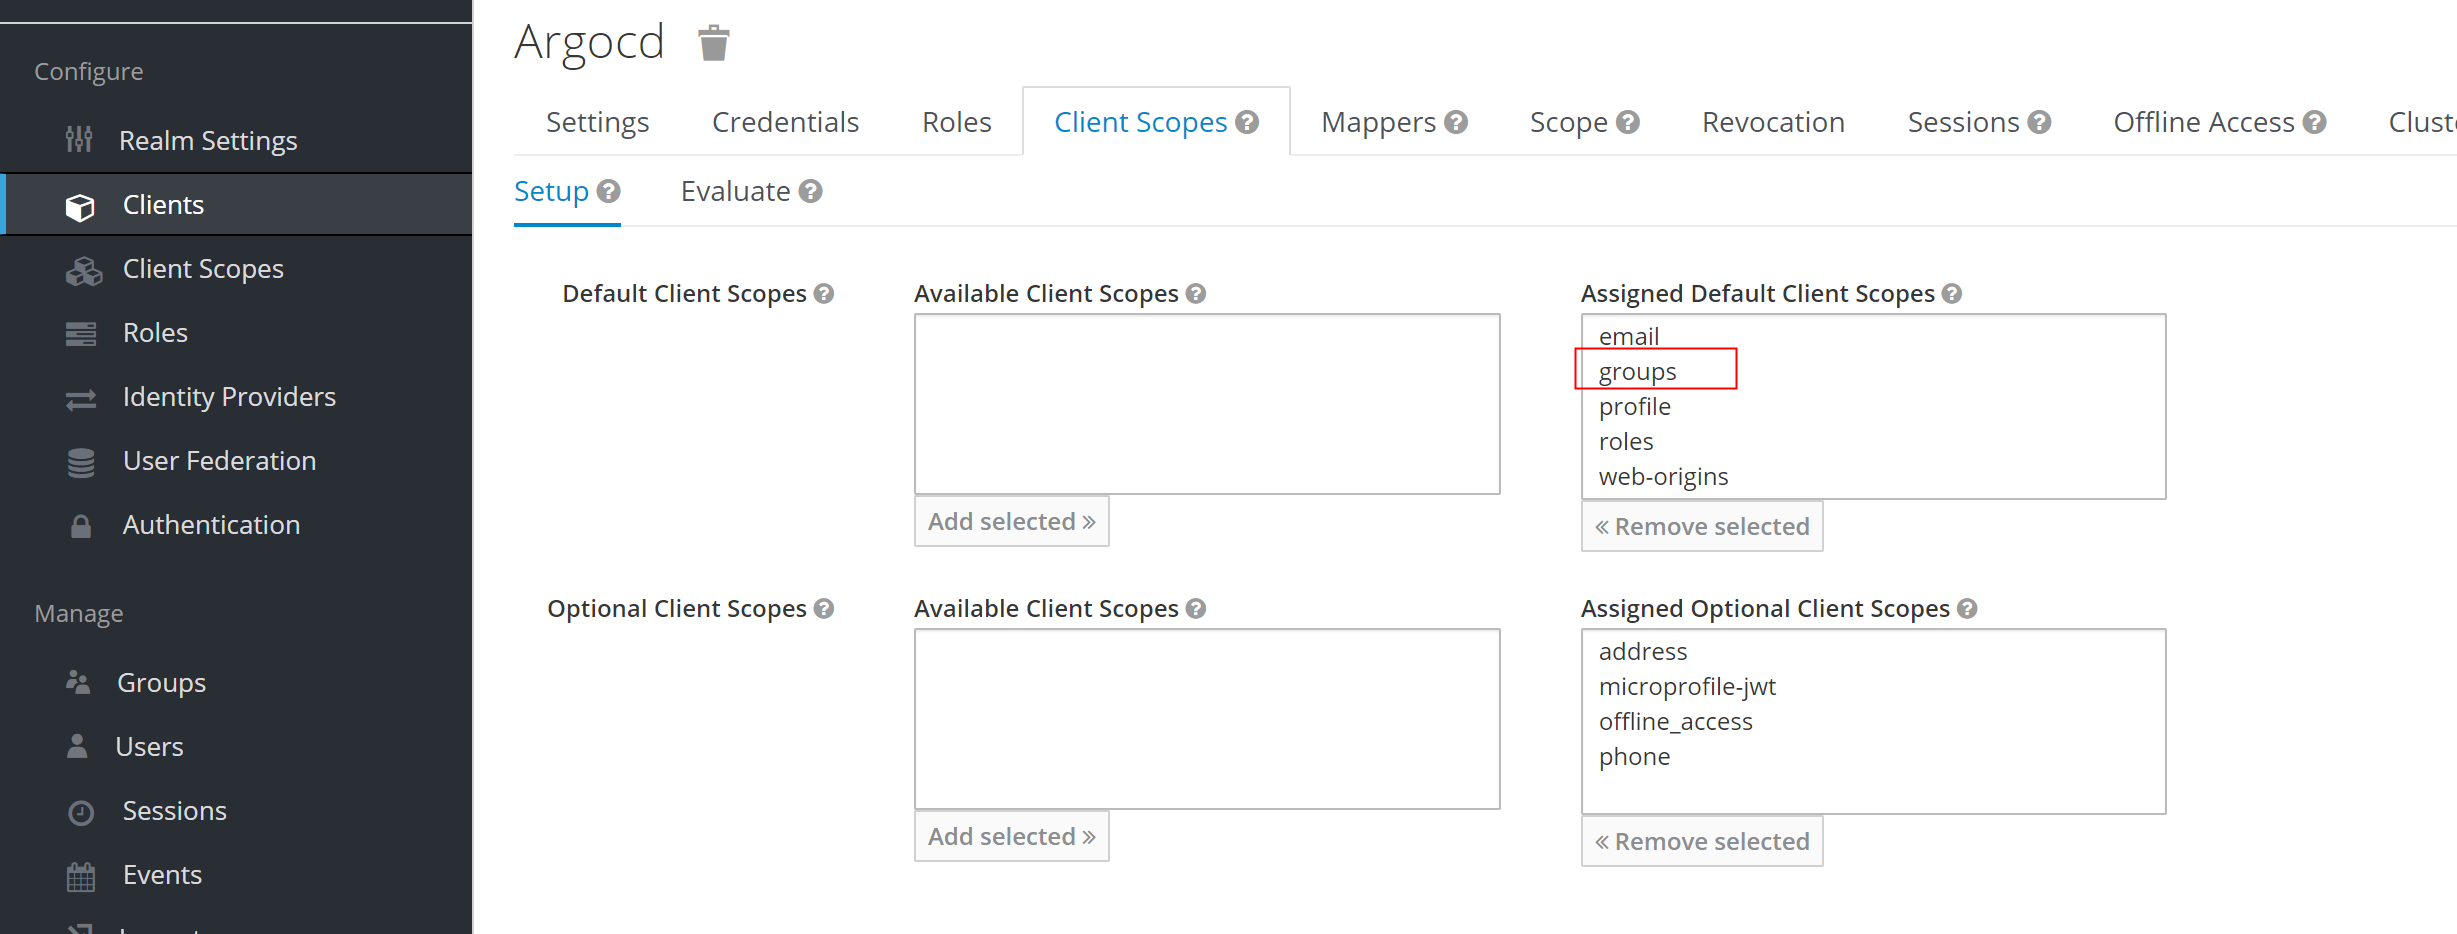 Configure
Realm Settings
Clients
Client Scopes
Roles
Identity Providers
User Federation
Authentication
Manage
Groups
Users
Sessions
Events
Argocd
Settings Credentials Roles Client Scopes ? Mappers ? Scope ? Revocation Sessions ? Offline Access ?
Setup ? Evaluate ?
Default Client Scopes ? Available Client Scopes ? Assigned Default Client Scopes ?
email
groups
profile
roles
web-origins
Add selected » « Remove selected
Optional Client Scopes ? Available Client Scopes ? Assigned Optional Client Scopes ?
address
microprofile-jwt
offline_access
phone
Add selected » « Remove selected